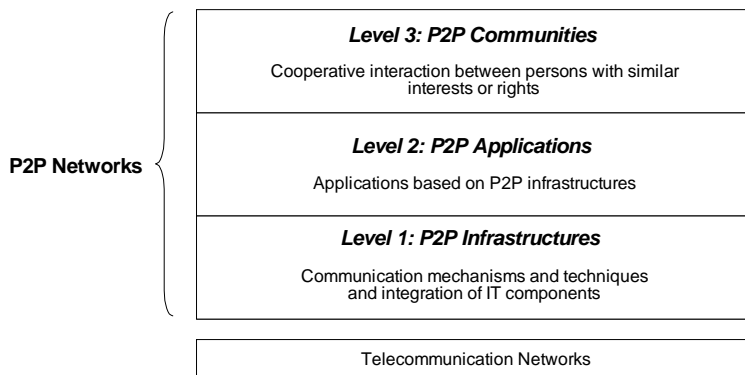 Level 3: P2P Communities
Cooperative interaction between persons with similar
interests or rights
Level 2: P2P Applications
P2P Networks
Applications based on P2P infrastructures
Level 1: P2P Infrastructures
Communication mechanisms and techniques
and integration of IT components
Telecommunication Networks